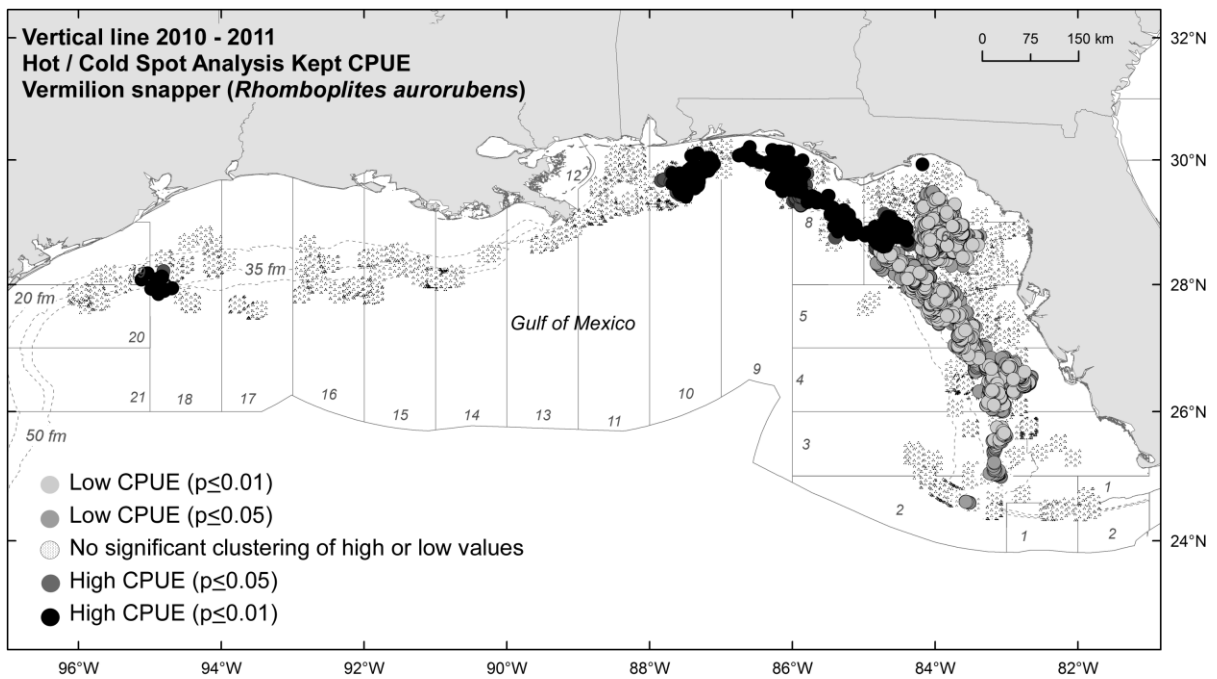 Vertical line 2010 - 2011
Hot / Cold Spot Analysis Kept CPUE
Vermilion snapper (Rhomboplites aurorubens)
0 75 150 km
32°N
30°N
28°N
26°N
24°N
12
8
35 fm
20 fm
5
Gulf of Mexico
20
4
9
10
21 18 17 16 15 14 13 11
50 fm
3
1
2
1 2
Low CPUE (p≤0.01)
Low CPUE (p≤0.05)
No significant clustering of high or low values
High CPUE (p≤0.05)
High CPUE (p≤0.01)
96°W 94°W 92°W 90°W 88°W 86°W 84°W 82°W